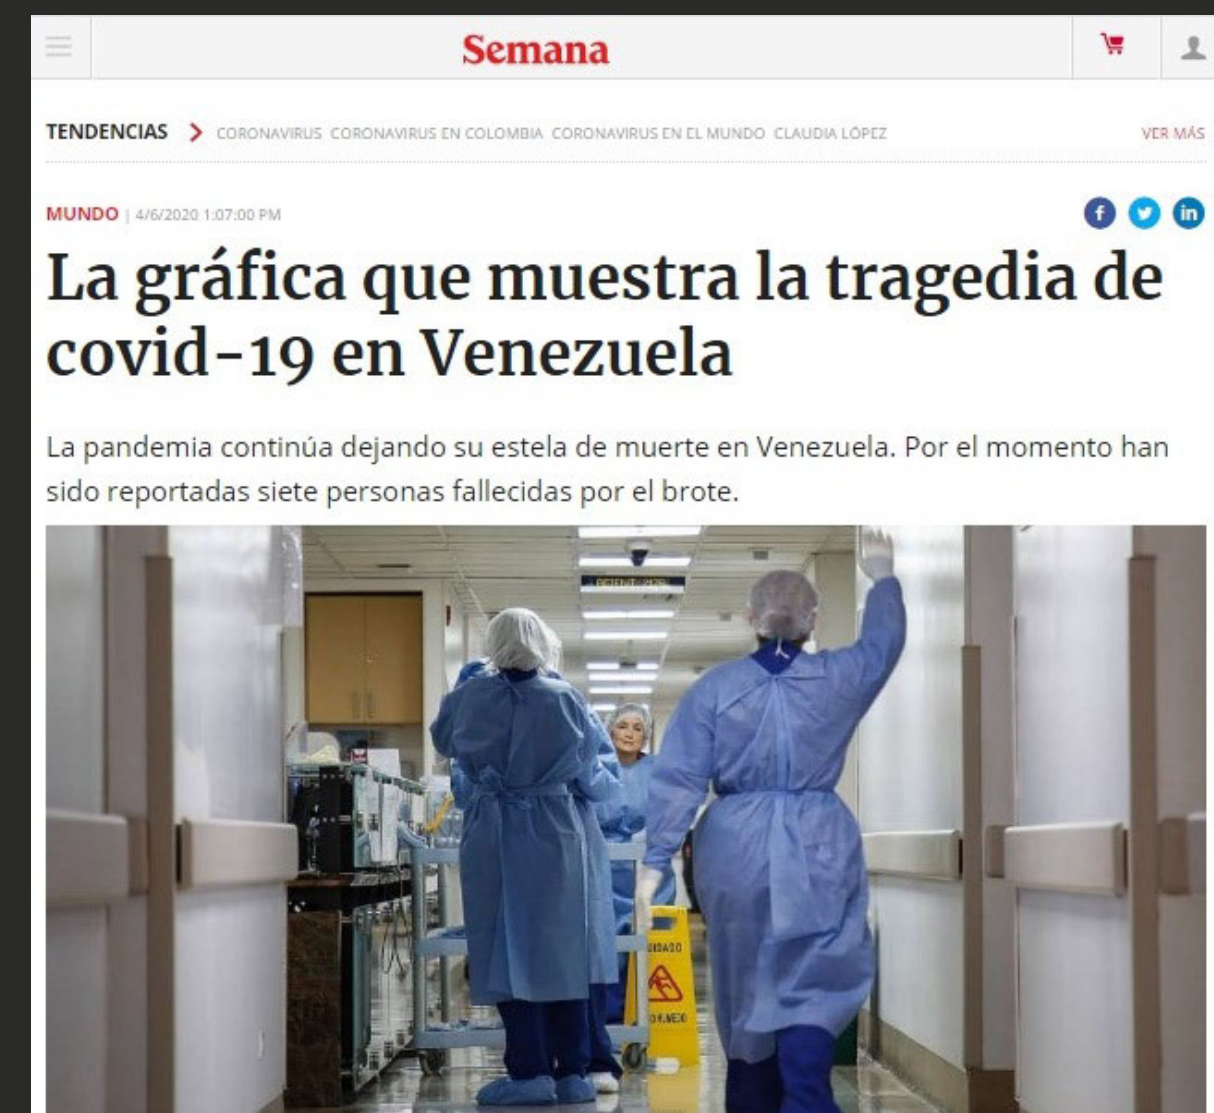 Semana
TENDENCIAS CORONAVIRUS CORONAVIRUS EN COLOMBIA CORONAVIRUS EN EL MUNDO CLAUDIA LÓPEZ VER MÁS
MUNDO | 4/6/2020 1:07:00 PM
La gráfica que muestra la tragedia de
covid-19 en Venezuela
La pandemia continúa dejando su estela de muerte en Venezuela. Por el momento han
sido reportadas siete personas fallecidas por el brote.